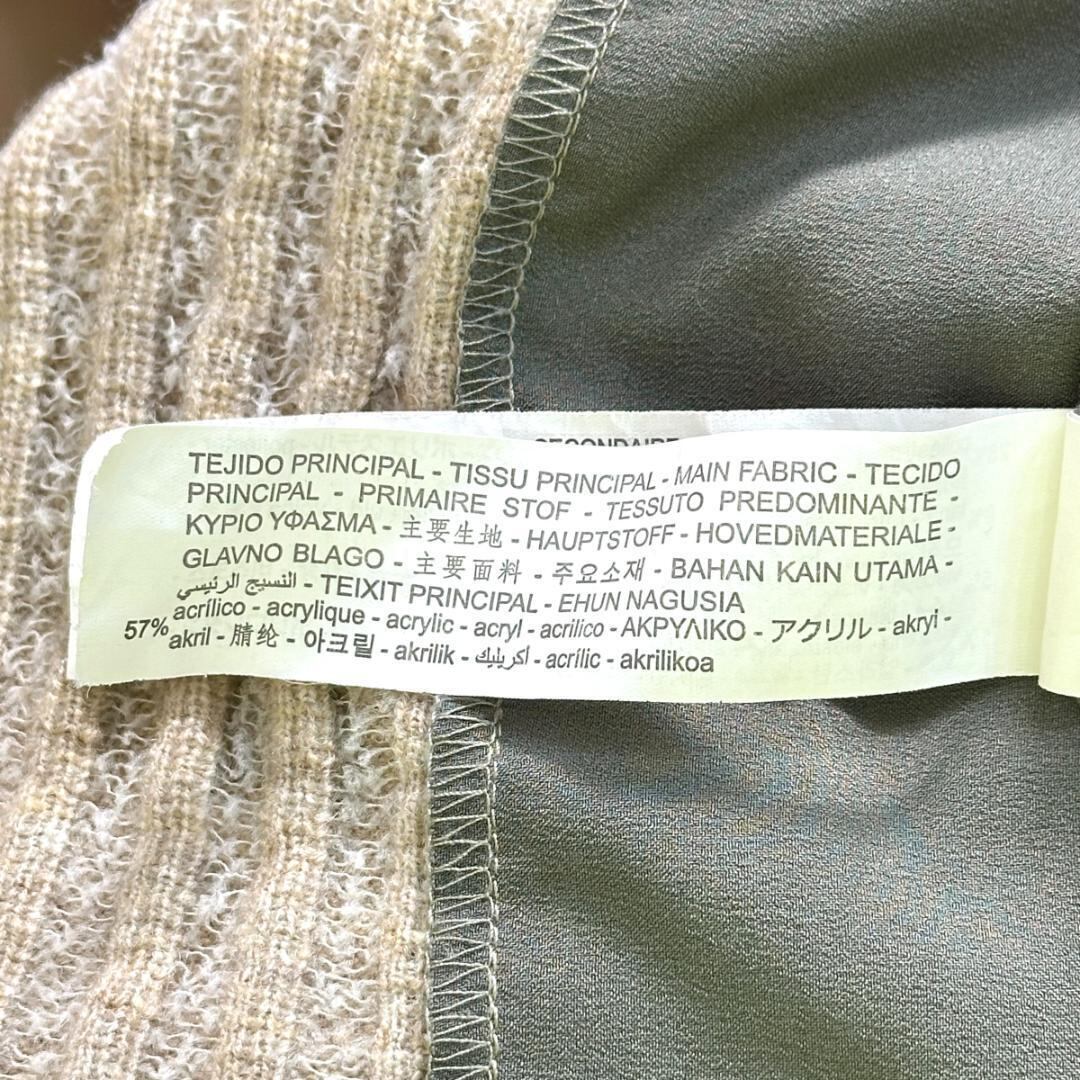 SECONDAIRE
TEJIDO PRINCIPAL - TISSU PRINCIPAL - MAIN FABRIC - TECIDO
PRINCIPAL - PRIMAIRE STOF - TESSUTO PREDOMINANTE -
ΚΥΡΙΟ ΥΦΑΣΜΑ - 主要生地 - HAUPTSTOFF - HOVEDMATERIALE -
GLAVNO BLAGO - 主要面料 - 주요소재 - BAHAN KAIN UTAMA -
النسيج الرئيسي - TEIXIT PRINCIPAL - EHUN NAGUSIA
57% acrílico - acrylique - acrylic - acryl - acrilico - ΑΚΡΥΛΙΚΟ - アクリル - akryi -
akril - 腈纶 - 아크릴 - akrilik - أكريليك - acrílic - akrilikoa